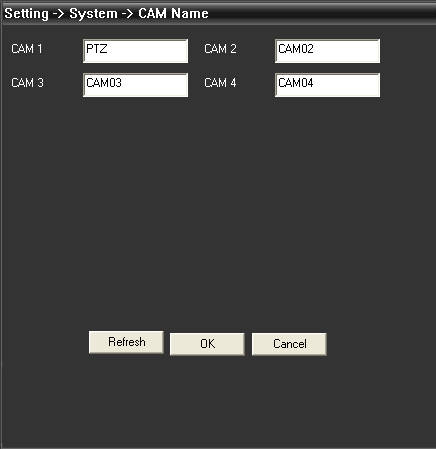 Setting -> System -> CAM Name
CAM 1 PTZ CAM 2 CAM02
CAM 3 CAM03 CAM 4 CAM04
Refresh OK Cancel